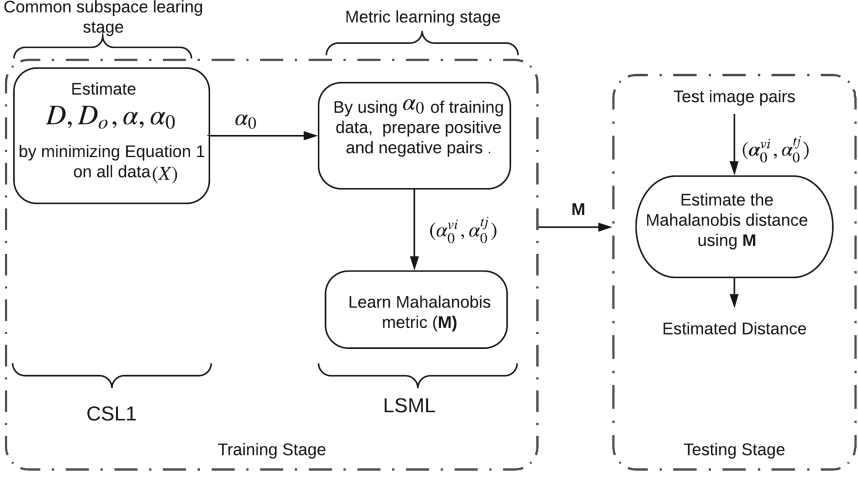 Common subspace learing
stage
Metric learning stage
Estimate
D, D_o, α, α_0
by minimizing Equation 1
on all data (X)
α_0
By using α_0 of training
data, prepare positive
and negative pairs .
(α_0^{vi}, α_0^{tj})
Learn Mahalanobis
metric (M)
CSL1
LSML
Training Stage
M
Test image pairs
(α_0^{vi}, α_0^{tj})
Estimate the
Mahalanobis distance
using M
Estimated Distance
Testing Stage